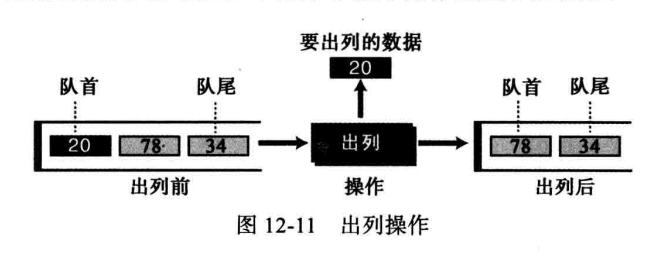 要出列的数据
20
队首 队尾 队首 队尾
20 78 34 出列 78 34
出列前 操作 出列后
图 12-11 出列操作